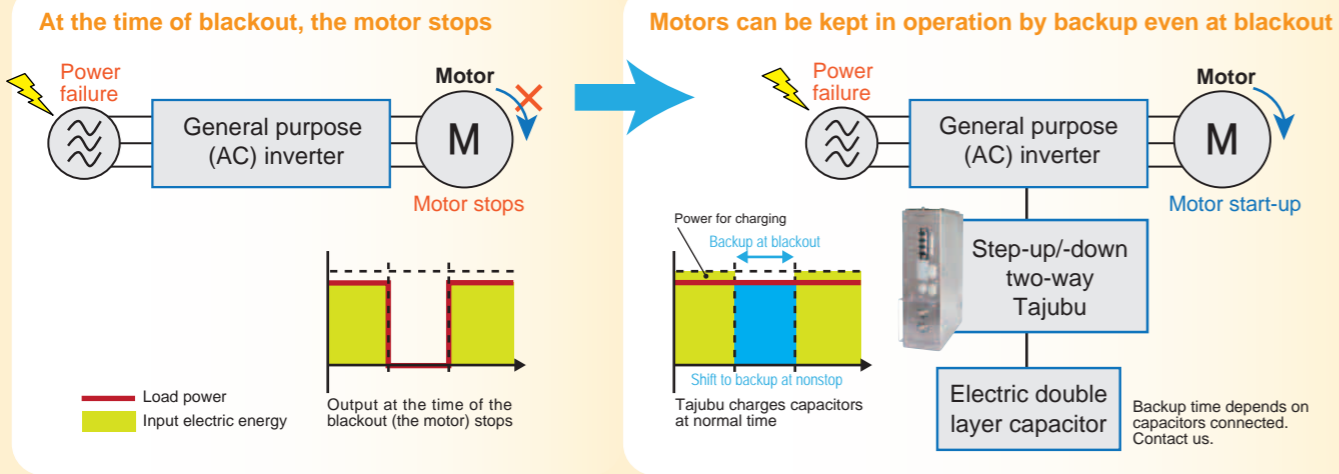 At the time of blackout, the motor stops
Power
failure
General purpose
(AC) inverter
Motor
M
Motor stops
Load power
Input electric energy
Output at the time of the
blackout (the motor) stops
Motors can be kept in operation by backup even at blackout
Power
failure
General purpose
(AC) inverter
Motor
M
Motor start-up
Power for charging
Backup at blackout
Shift to backup at nonstop
Tajubu charges capacitors
at normal time
Step-up/-down
two-way
Tajubu
Electric double
layer capacitor
Backup time depends on
capacitors connected.
Contact us.